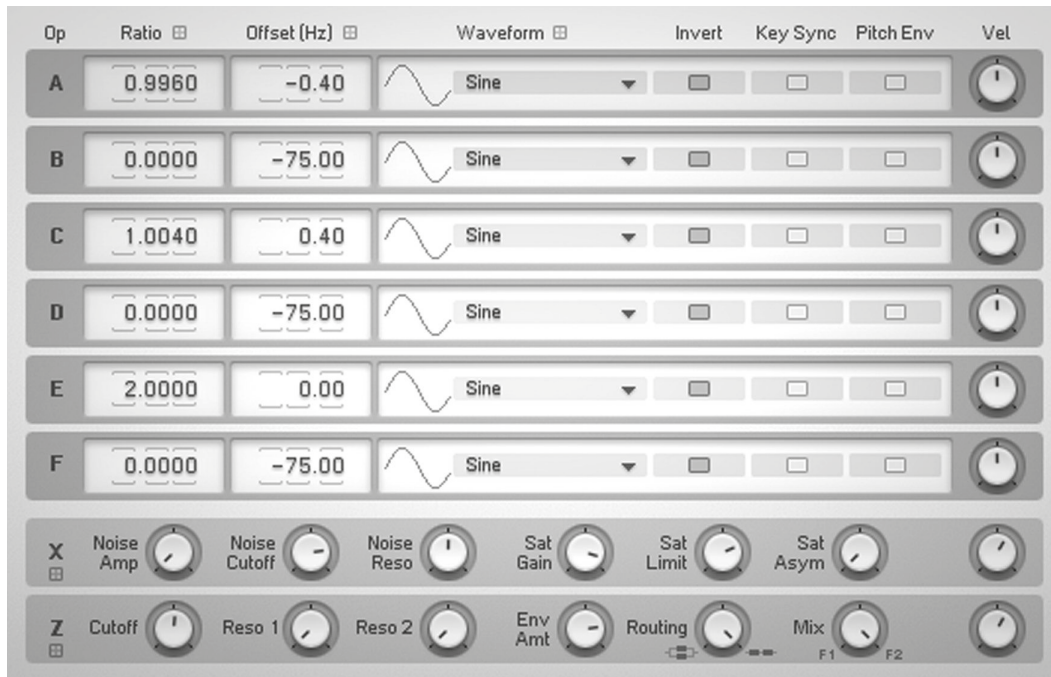 Op Ratio Offset (Hz) Waveform Invert Key Sync Pitch Env Vel
A 0.9960 -0.40 Sine
B 0.0000 -75.00 Sine
C 1.0040 0.40 Sine
D 0.0000 -75.00 Sine
E 2.0000 0.00 Sine
F 0.0000 -75.00 Sine
X Noise Amp Noise Cutoff Noise Reso Sat Gain Sat Limit Sat Asym
Z Cutoff Reso 1 Reso 2 Env Amt Routing Mix
F1 F2